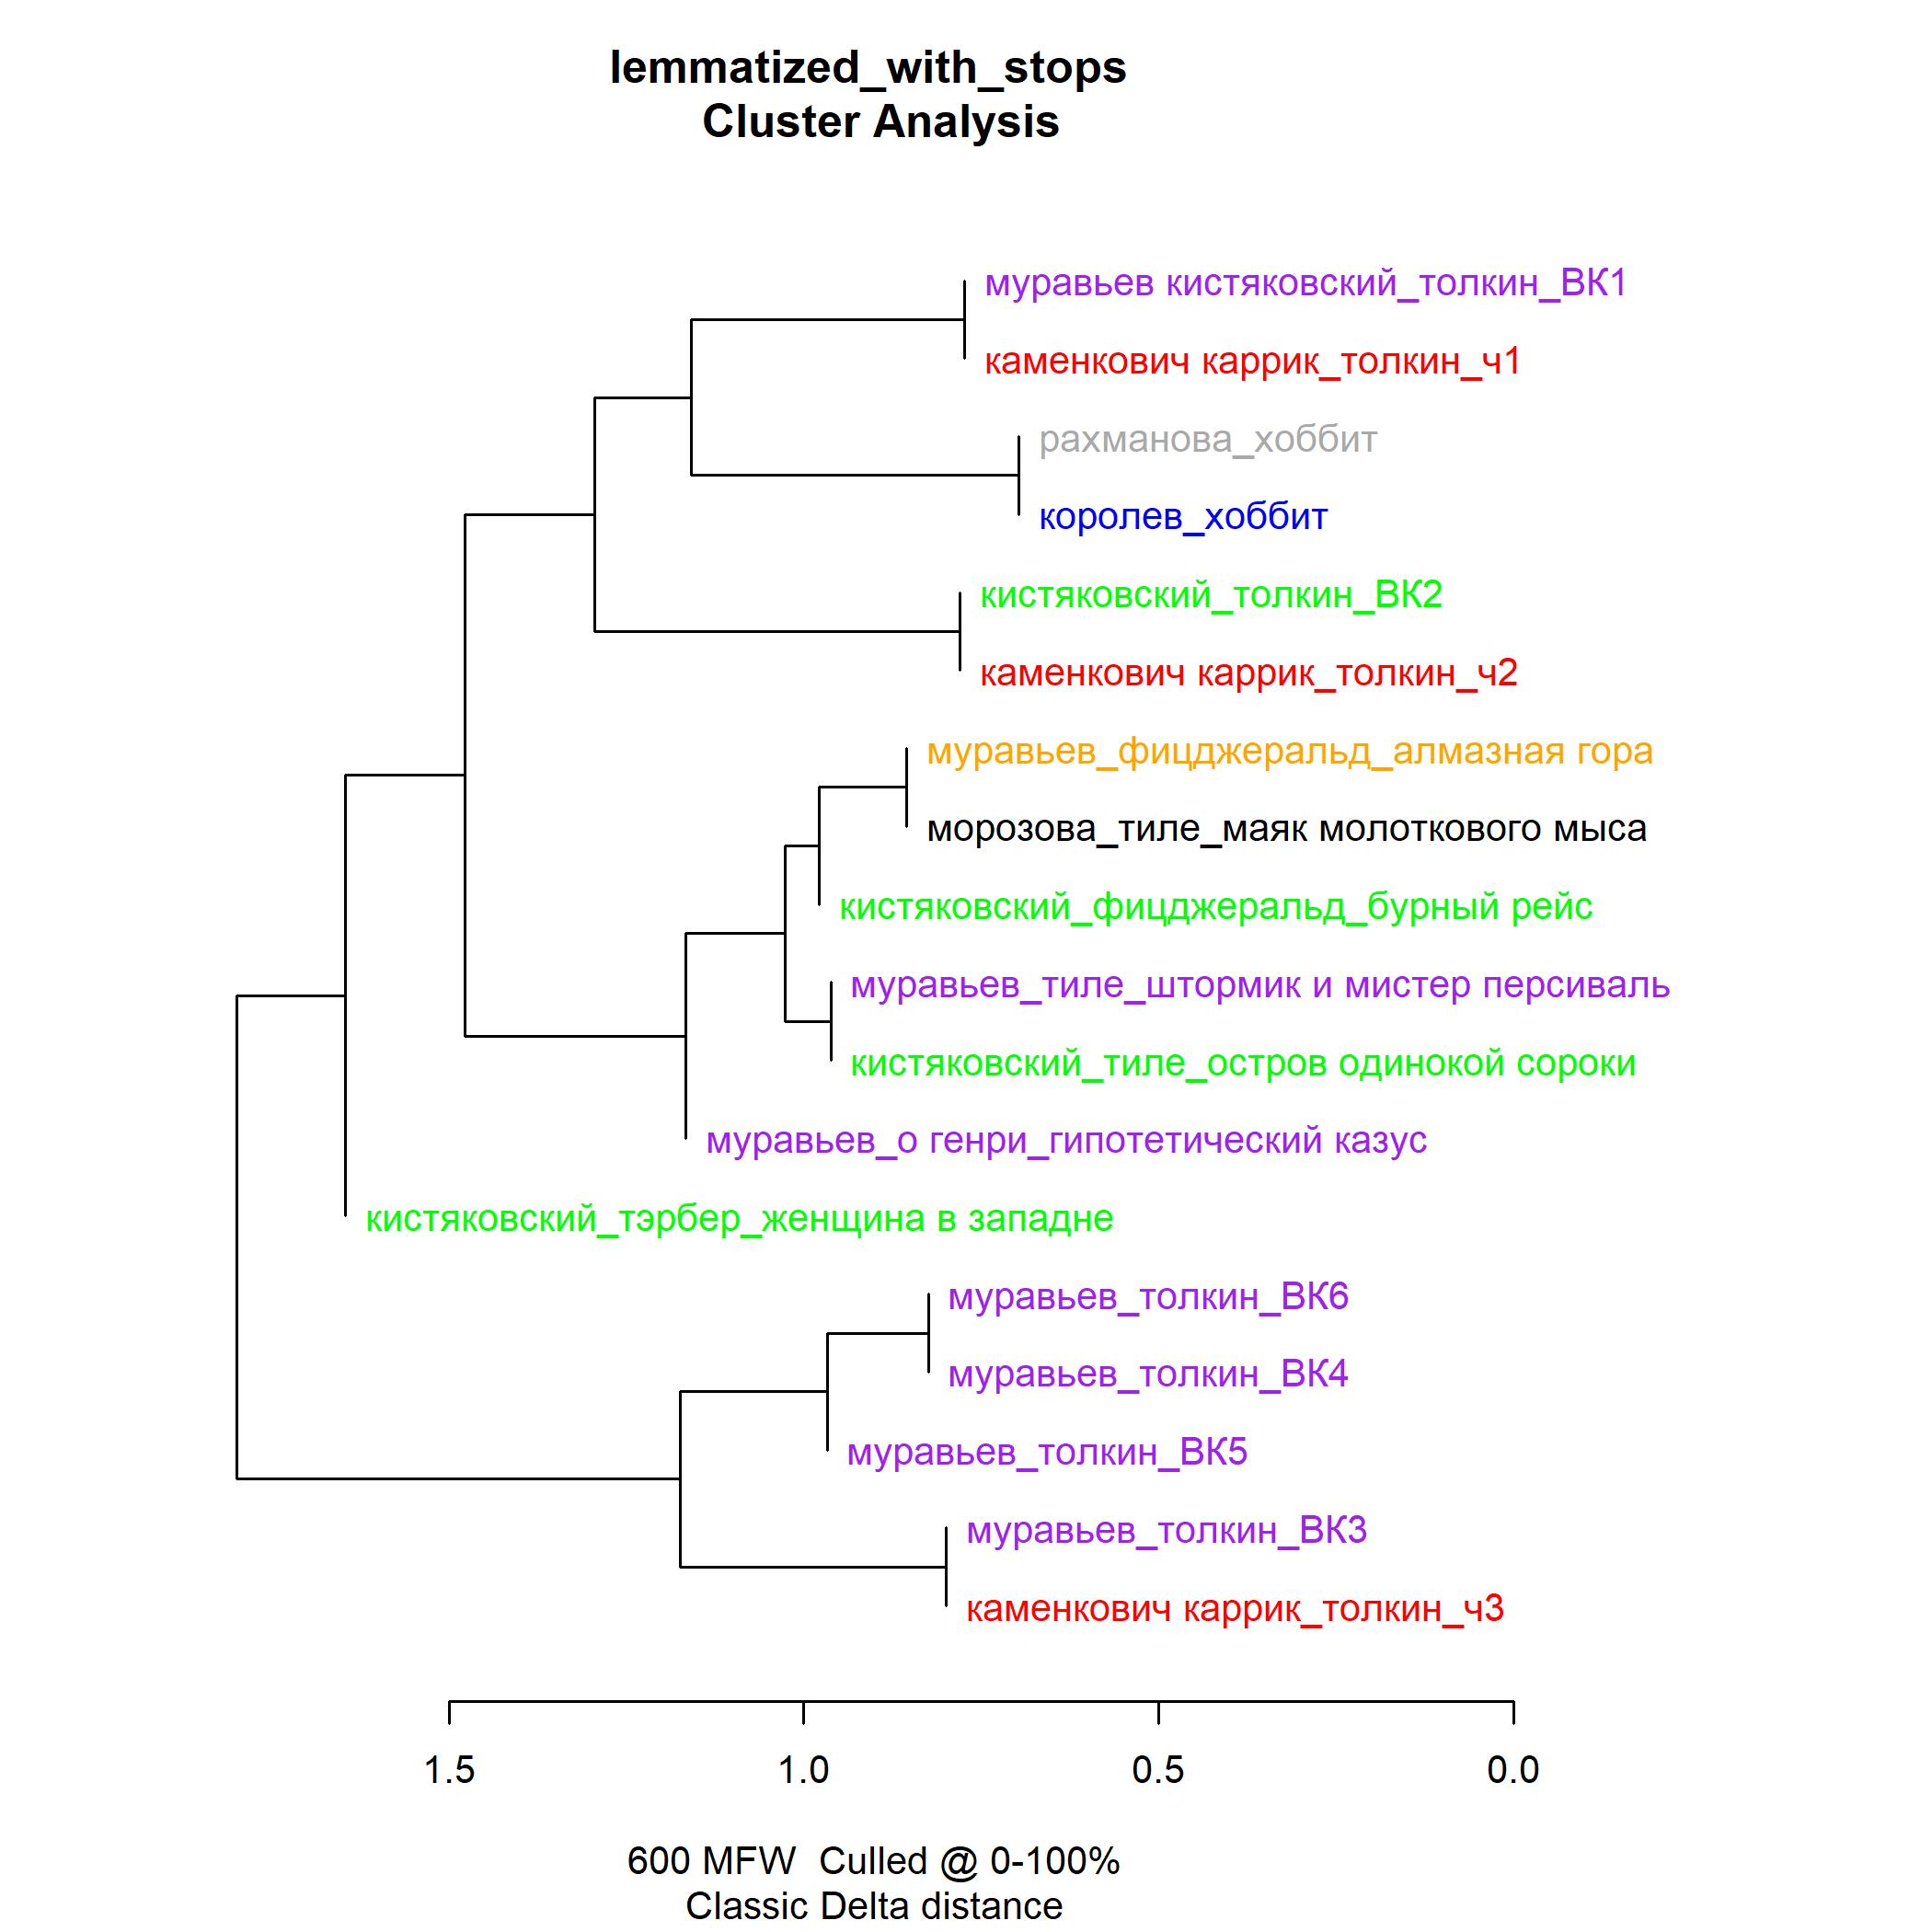 lemmatized_with_stops
Cluster Analysis
муравьев кистяковский_толкин_ВК1
каменкович каррик_толкин_ч1
рахманова_хоббит
королев_хоббит
кистяковский_толкин_ВК2
каменкович каррик_толкин_ч2
муравьев_фицджеральд_алмазная гора
морозова_тиле_маяк молоткового мыса
кистяковский_фицджеральд_бурный рейс
муравьев_тиле_штормик и мистер персиваль
кистяковский_тиле_остров одинокой сороки
муравьев_о генри_гипотетический казус
кистяковский_тэрбер_женщина в западне
муравьев_толкин_ВК6
муравьев_толкин_ВК4
муравьев_толкин_ВК5
муравьев_толкин_ВК3
каменкович каррик_толкин_ч3
1.5 1.0 0.5 0.0
600 MFW  Culled @ 0-100%
Classic Delta distance